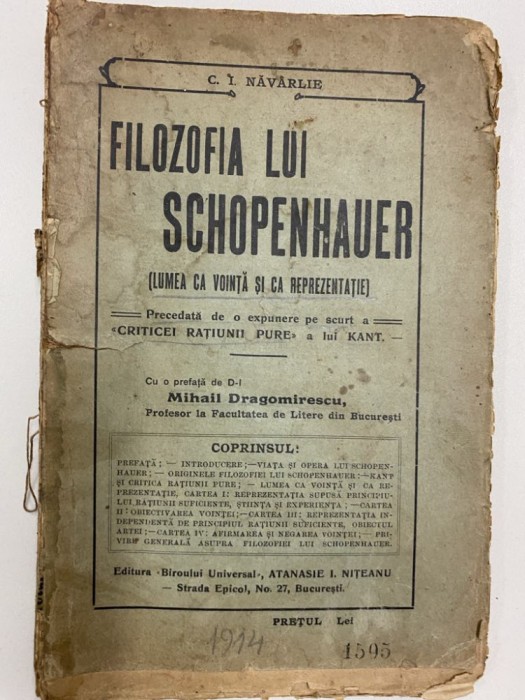 C. I. NĂVÂRLIE
FILOZOFIA LUI
SCHOPENHAUER
(LUMEA CA VOINȚĂ ȘI CA REPREZENTAȚIE)
Precedată de o expunere pe scurt a
«CRITICEI RAȚIUNII PURE» a lui KANT. —
Cu o prefață de D-l
Mihail Dragomirescu,
Profesor la Facultatea de Litere din București
COPRINSUL:
PREFAȚĂ; — INTRODUCERE;—VIAȚA ȘI OPERA LUI SCHOPEN-
HAUER; — ORIGINELE FILOZOFIEI LUI SCHOPENHAUER:—KANT
ȘI CRITICA RAȚIUNII PURE; — LUMEA CA VOINȚĂ ȘI CA RE-
PREZENTAȚIE, CARTEA I: REPREZENTAȚIA SUPUSĂ PRINCIPIU-
LUI RAȚIUNII SUFICIENTE, ȘTIINȚA ȘI EXPERIENȚA; —CARTEA
II: OBIECTIVAREA VOINȚEI;—CARTEA III: REPREZENTAȚIA IN-
DEPENDENTĂ DE PRINCIPIUL RAȚIUNII SUFICIENTE, OBIECTUL
ARTEI;—CARTEA IV: AFIRMAREA ȘI NEGAREA VOINȚEI; — PRI-
VIRE GENERALĂ ASUPRA FILOZOFIEI LUI SCHOPENHAUER.
Editura «Biroului Universal», ATANASIE I. NIȚEANU
— Strada Epicol, No. 27, București.
PREȚUL Lei
1914
1595